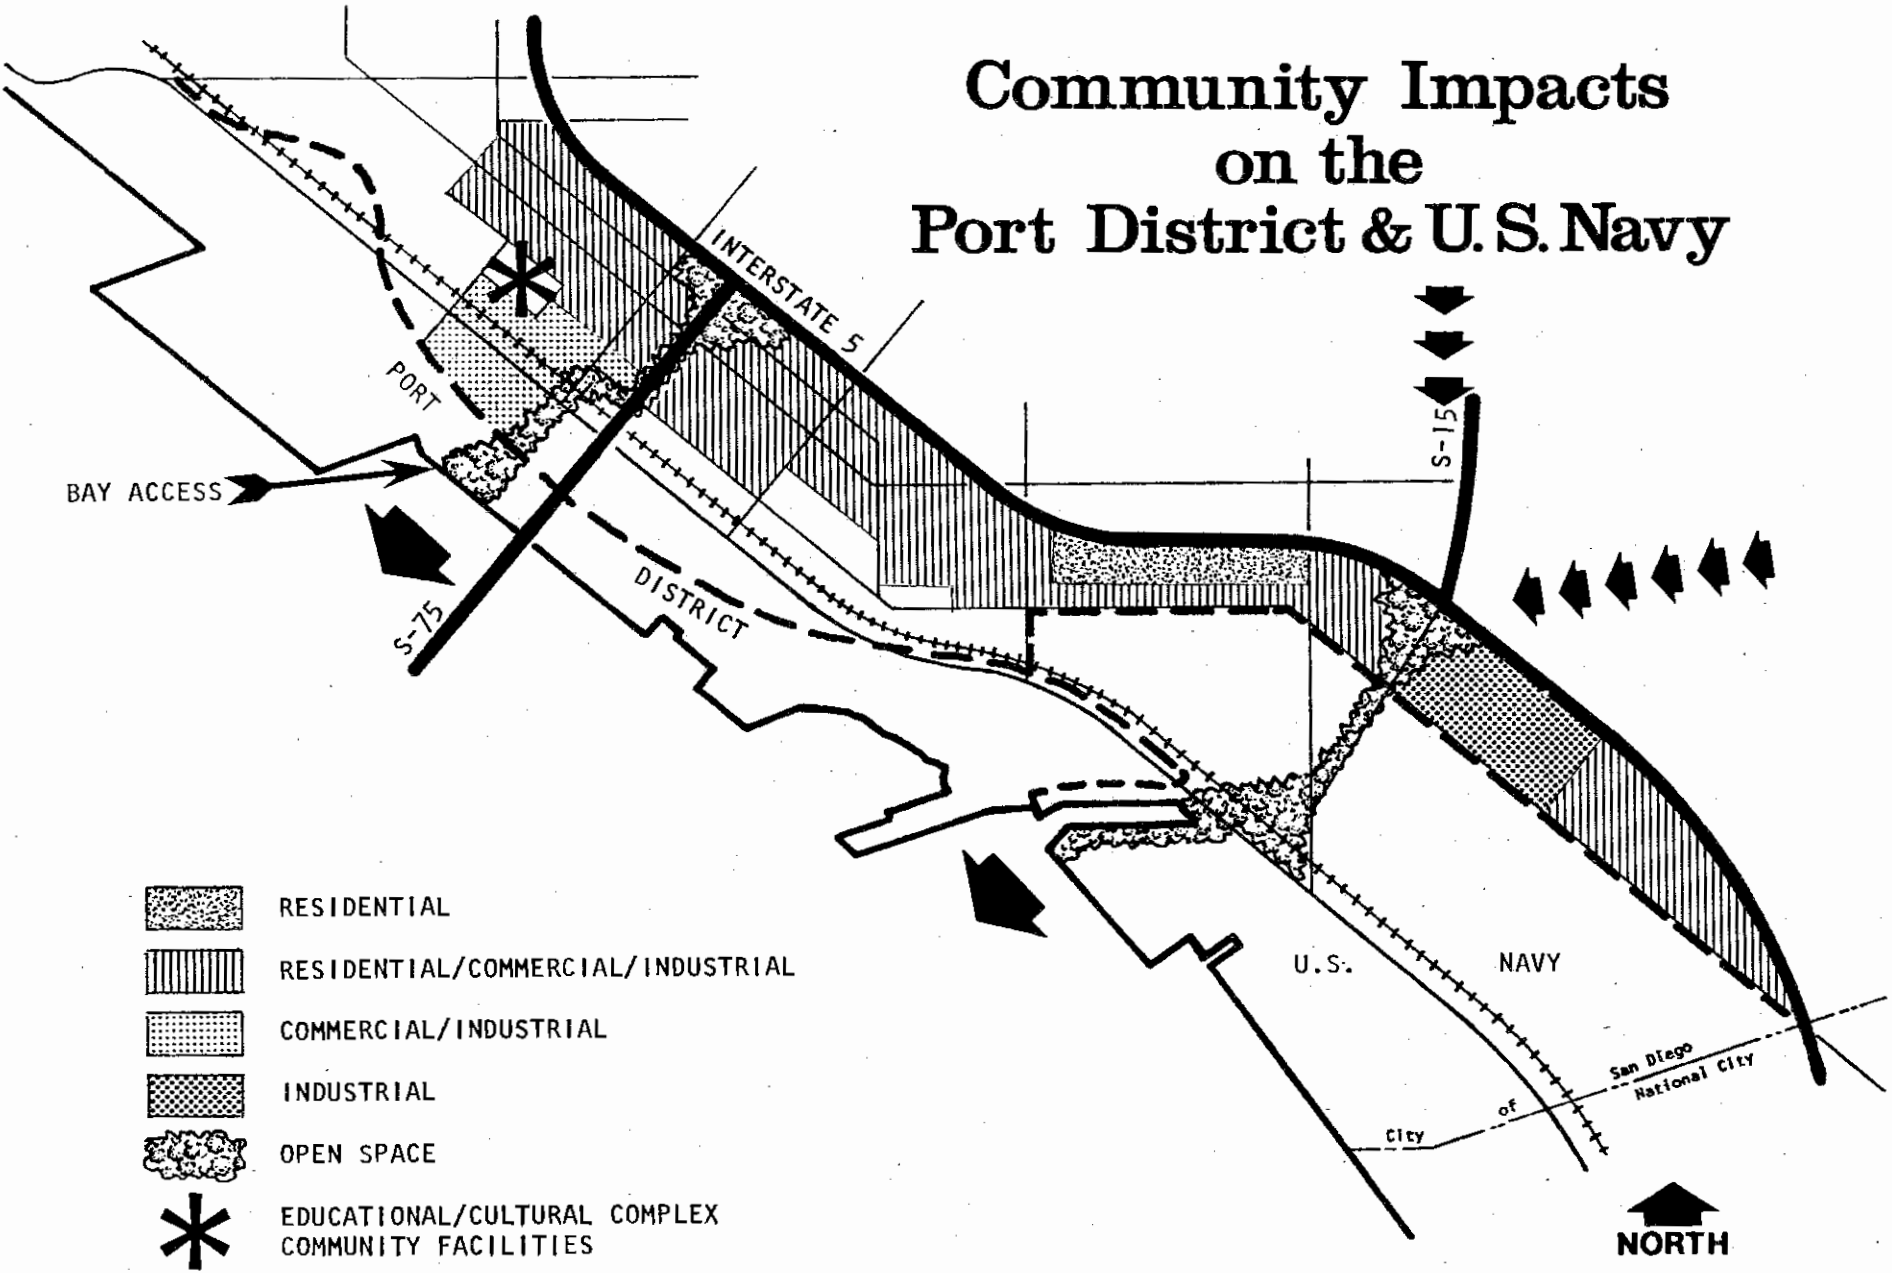 Community Impacts
on the
Port District & U.S. Navy
INTERSTATE 5
PORT
S-15
BAY ACCESS
DISTRICT
S-75
RESIDENTIAL
RESIDENTIAL/COMMERCIAL/INDUSTRIAL
COMMERCIAL/INDUSTRIAL
INDUSTRIAL
OPEN SPACE
EDUCATIONAL/CULTURAL COMPLEX
COMMUNITY FACILITIES
U.S. NAVY
San Diego
National City
City of
NORTH